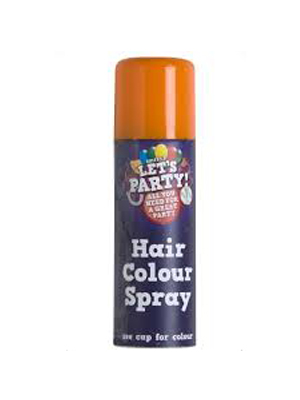 LET'S
PARTY!
ALL YOU
NEED FOR
A GREAT
PARTY
Hair
Colour
Spray
see cap for colour